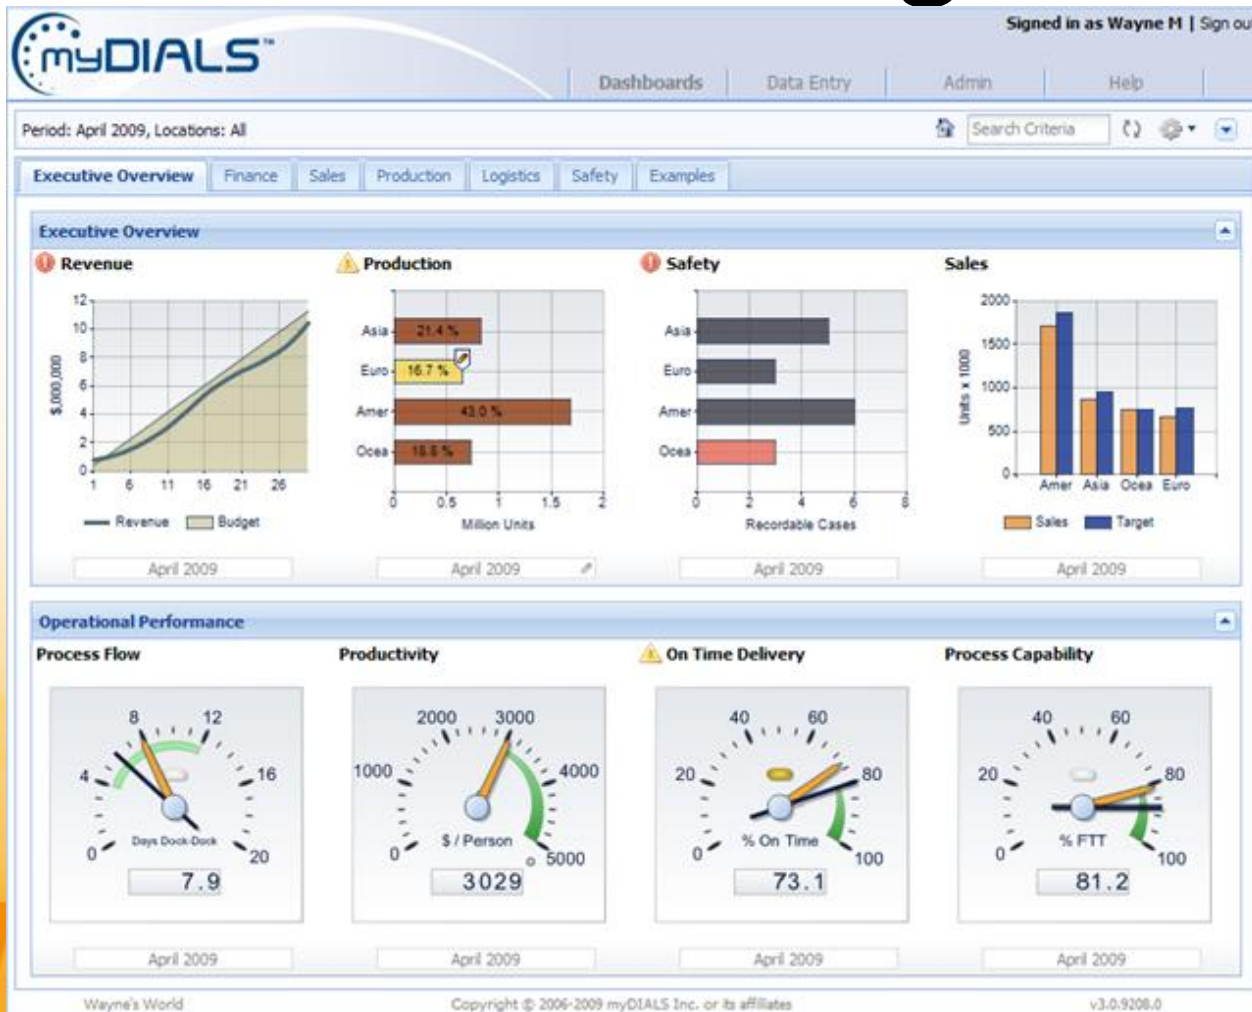 myDIALS™
Signed in as Wayne M | Sign out
Dashboards Data Entry Admin Help
Period: April 2009, Locations: All
Search Criteria
Executive Overview Finance Sales Production Logistics Safety Examples
Executive Overview
Revenue Production Safety Sales
12
10
8
6
4
2
0
$,000,000
1 6 11 16 21 26
Revenue Budget
April 2009
Asia 21.4 %
Euro 16.7 %
Amer 43.0 %
Ocea 18.8 %
0 0.5 1 1.5 2
Million Units
April 2009
Asia
Euro
Amer
Ocea
0 2 4 6 8
Recordable Cases
April 2009
2000
1500
1000
500
0
Units x 1000
Amer Asia Ocea Euro
Sales Target
April 2009
Operational Performance
Process Flow Productivity On Time Delivery Process Capability
0 4 8 12 16 20
Days Dock-Dock
7.9
April 2009
0 1000 2000 3000 4000 5000
$ / Person
3029
April 2009
0 20 40 60 80 100
% On Time
73.1
April 2009
0 20 40 60 80 100
% FTT
81.2
April 2009
Wayne's World Copyright © 2006-2009 myDIALS Inc. or its affiliates v3.0.9208.0